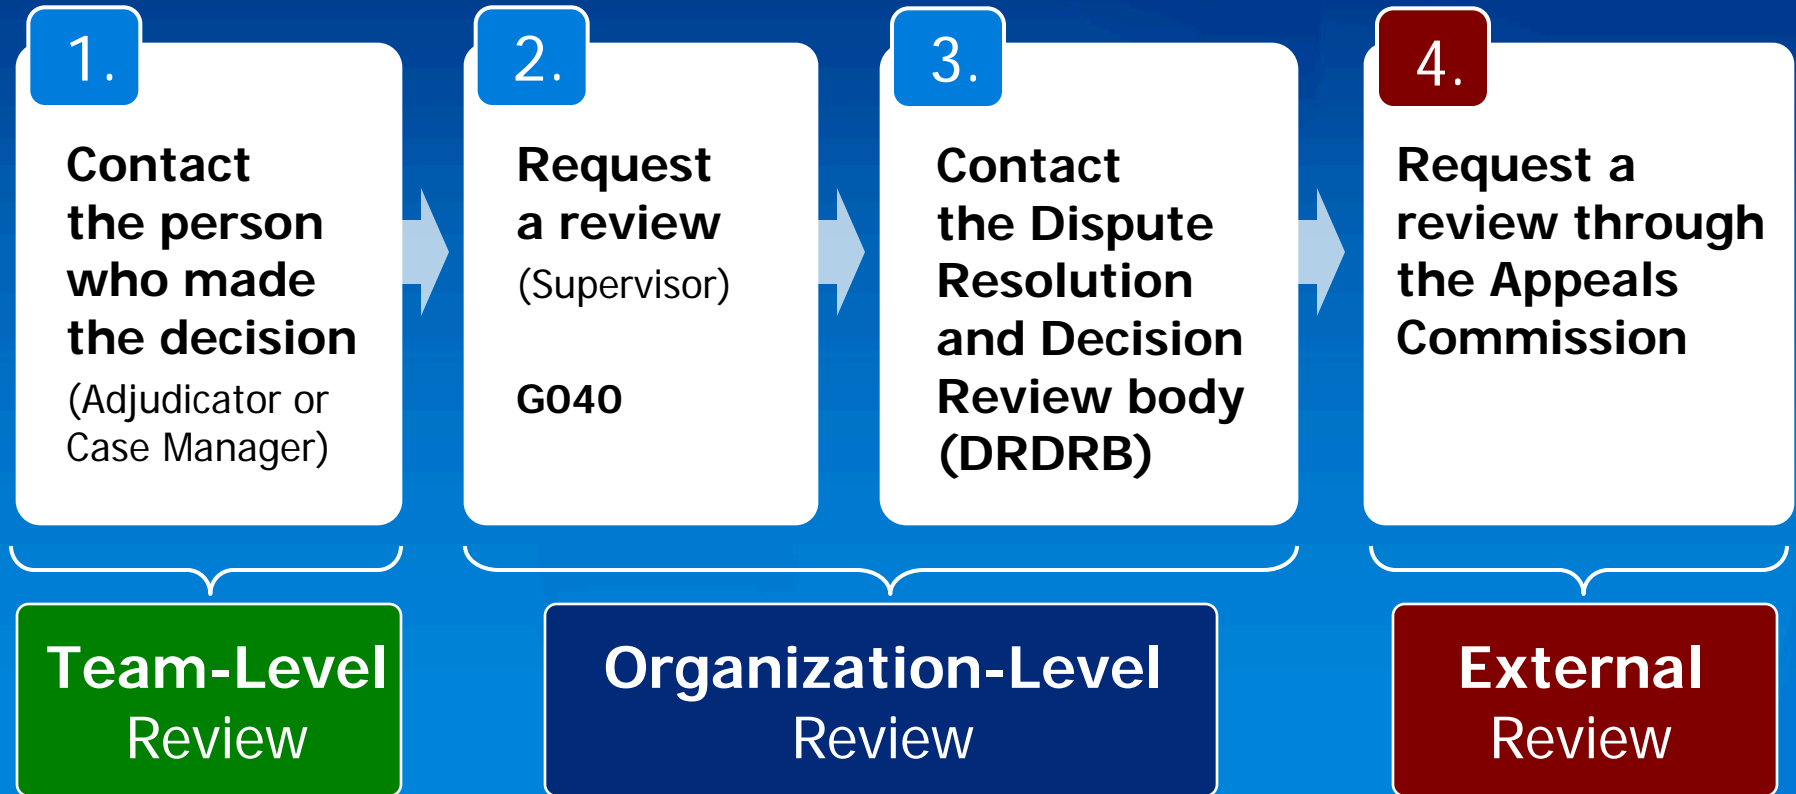 1.
Contact
the person
who made
the decision
(Adjudicator or
Case Manager)
2.
Request
a review
(Supervisor)
G040
3.
Contact
the Dispute
Resolution
and Decision
Review body
(DRDRB)
4.
Request a
review through
the Appeals
Commission
Team-Level
Review
Organization-Level
Review
External
Review